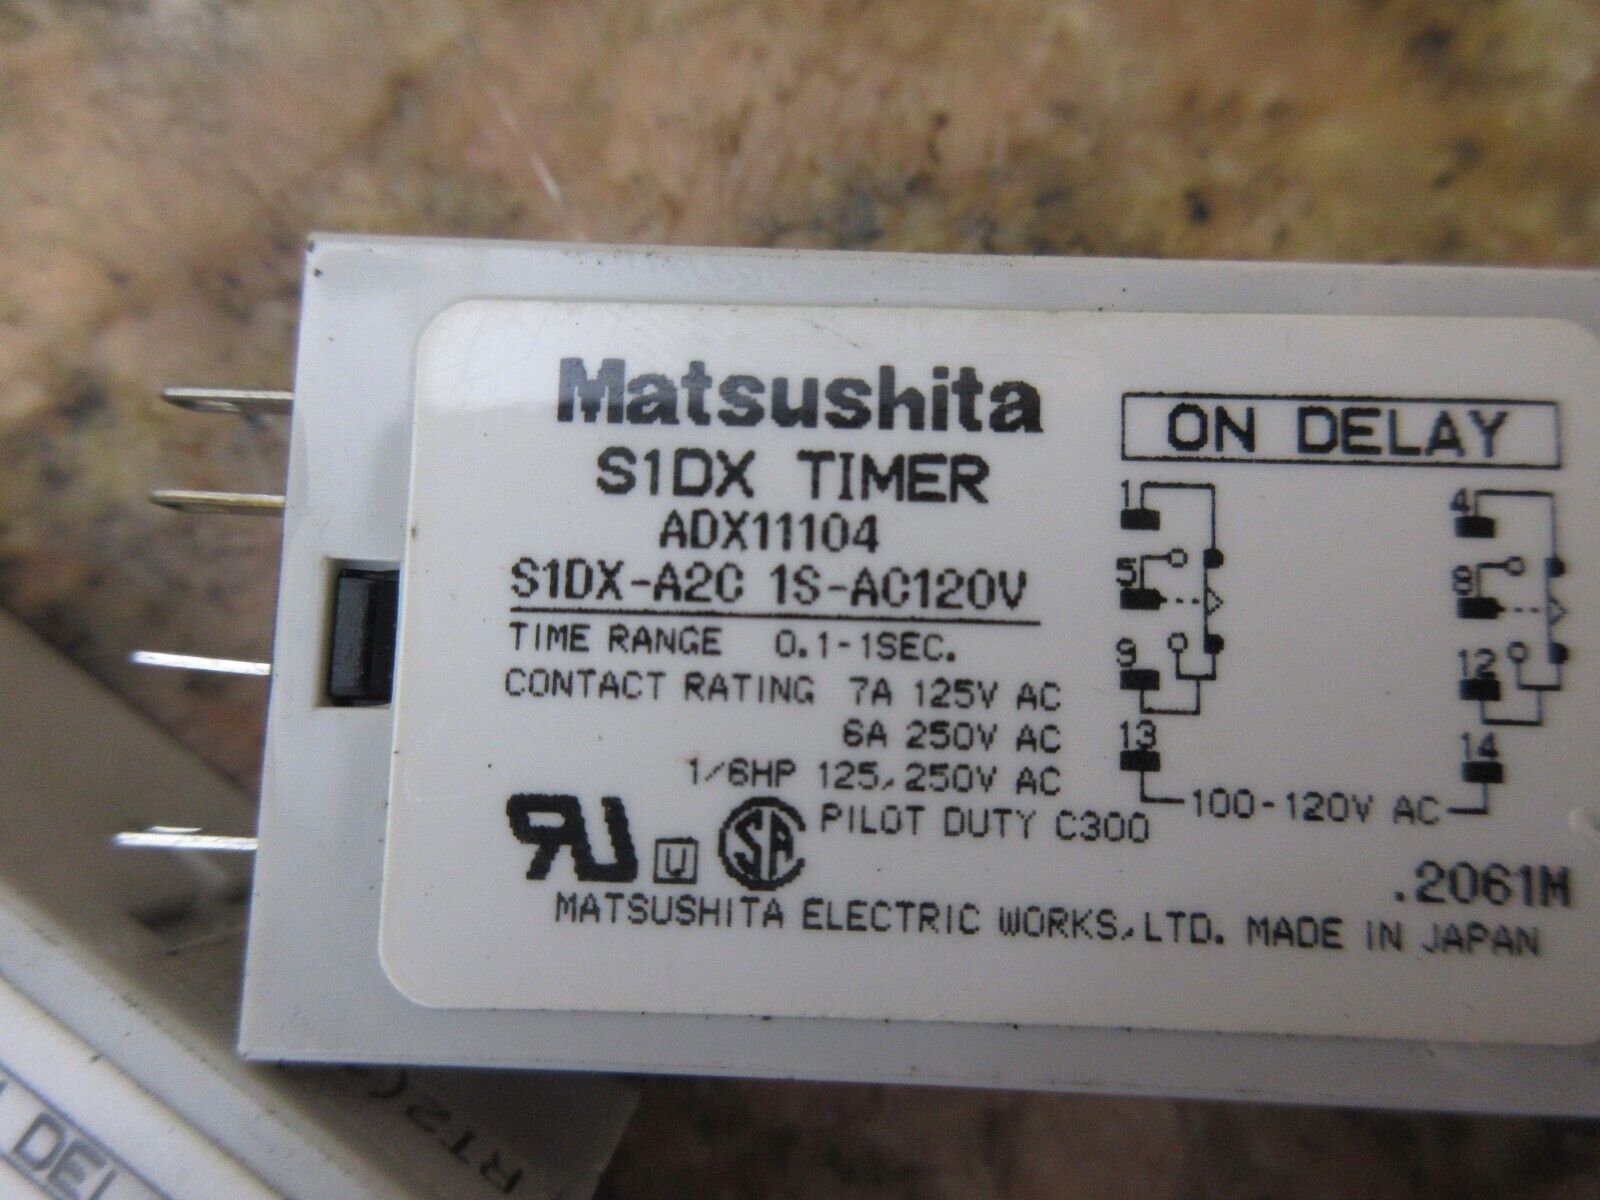 Matsushita
S1DX TIMER
ADX11104
S1DX-A2C 1S-AC120V
TIME RANGE 0.1-1SEC.
CONTACT RATING 7A 125V AC
6A 250V AC
1/6HP 125,250V AC
PILOT DUTY C300
U
MATSUSHITA ELECTRIC WORKS,LTD. MADE IN JAPAN
ON DELAY
1 4
5 8
9 12
13 14
100-120V AC
.2061M
DEL
RT2